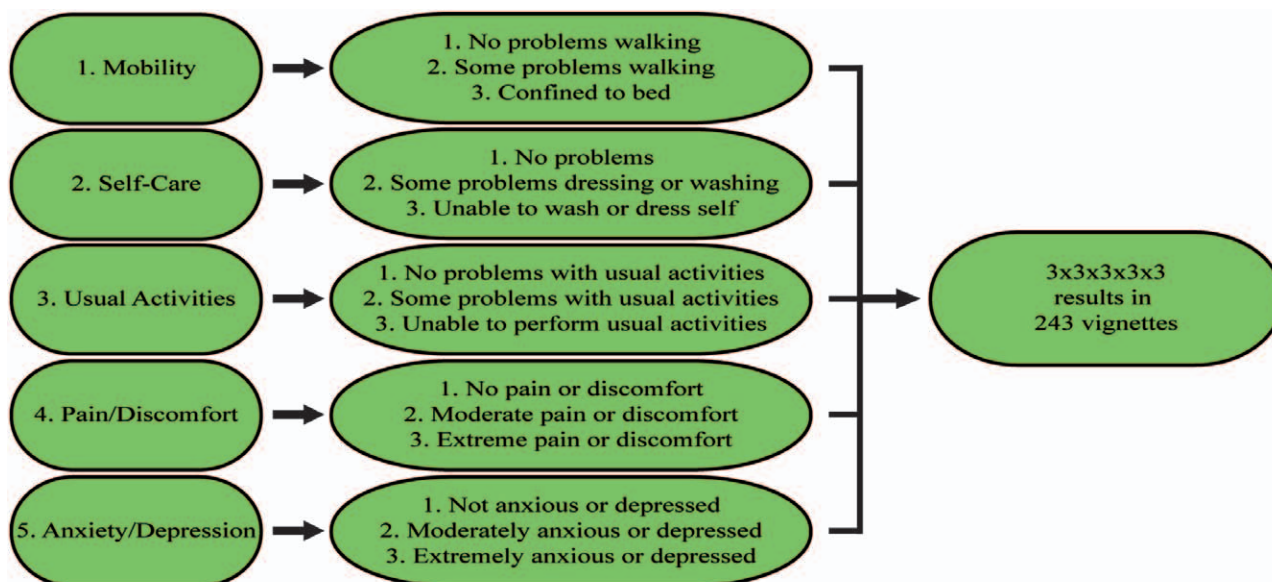 1. Mobility
1. No problems walking
2. Some problems walking
3. Confined to bed
2. Self-Care
1. No problems
2. Some problems dressing or washing
3. Unable to wash or dress self
3. Usual Activities
1. No problems with usual activities
2. Some problems with usual activities
3. Unable to perform usual activities
4. Pain/Discomfort
1. No pain or discomfort
2. Moderate pain or discomfort
3. Extreme pain or discomfort
5. Anxiety/Depression
1. Not anxious or depressed
2. Moderately anxious or depressed
3. Extremely anxious or depressed
3x3x3x3x3
results in
243 vignettes